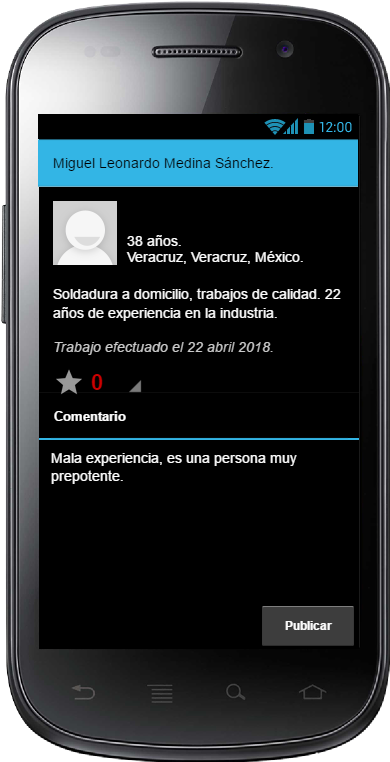 12:00
Miguel Leonardo Medina Sánchez.
38 años.
Veracruz, Veracruz, México.
Soldadura a domicilio, trabajos de calidad. 22
años de experiencia en la industria.
Trabajo efectuado el 22 abril 2018.
0
Comentario
Mala experiencia, es una persona muy
prepotente.
Publicar